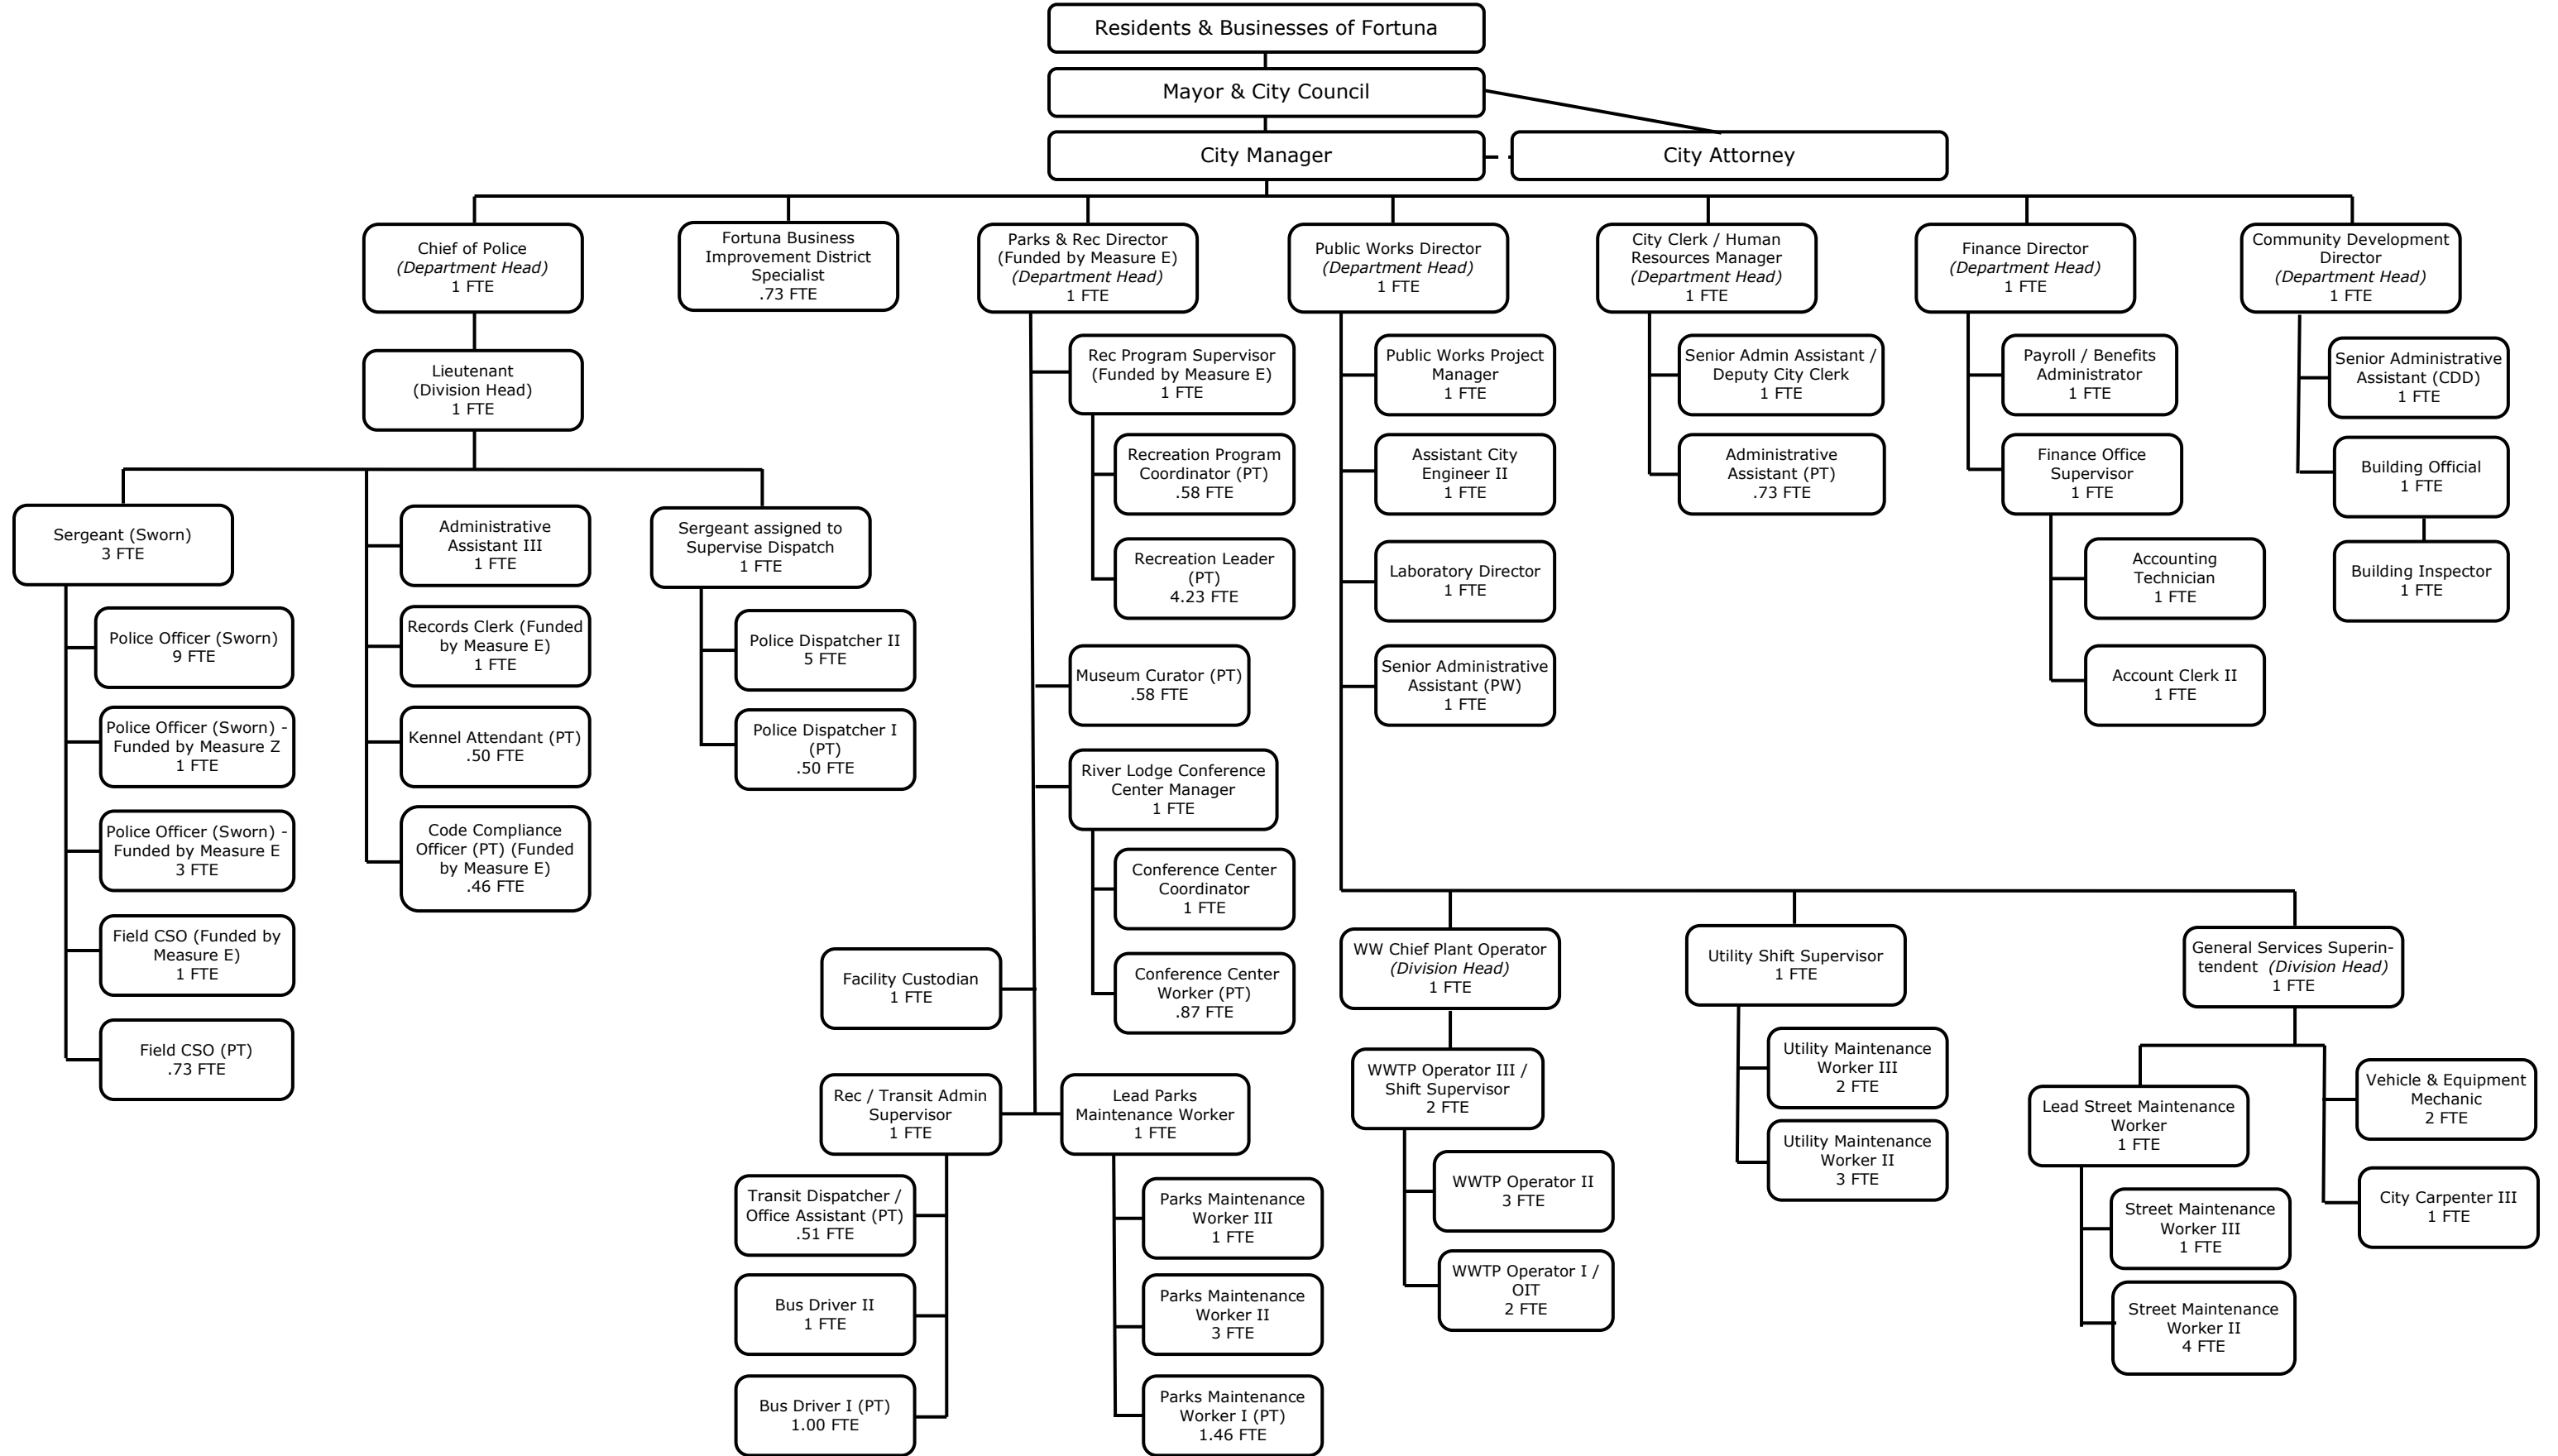 Residents & Businesses of Fortuna
Mayor & City Council
City Manager
City Attorney
Chief of Police
(Department Head)
1 FTE
Fortuna Business
Improvement District
Specialist
.73 FTE
Parks & Rec Director
(Funded by Measure E)
(Department Head)
1 FTE
Public Works Director
(Department Head)
1 FTE
City Clerk / Human
Resources Manager
(Department Head)
1 FTE
Finance Director
(Department Head)
1 FTE
Community Development
Director
(Department Head)
1 FTE
Lieutenant
(Division Head)
1 FTE
Sergeant (Sworn)
3 FTE
Police Officer (Sworn)
9 FTE
Police Officer (Sworn) -
Funded by Measure Z
1 FTE
Police Officer (Sworn) -
Funded by Measure E
3 FTE
Field CSO (Funded by
Measure E)
1 FTE
Field CSO (PT)
.73 FTE
Administrative
Assistant III
1 FTE
Records Clerk (Funded
by Measure E)
1 FTE
Kennel Attendant (PT)
.50 FTE
Code Compliance
Officer (PT) (Funded
by Measure E)
.46 FTE
Sergeant assigned to
Supervise Dispatch
1 FTE
Police Dispatcher II
5 FTE
Police Dispatcher I
(PT)
.50 FTE
Rec Program Supervisor
(Funded by Measure E)
1 FTE
Recreation Program
Coordinator (PT)
.58 FTE
Recreation Leader
(PT)
4.23 FTE
Museum Curator (PT)
.58 FTE
River Lodge Conference
Center Manager
1 FTE
Conference Center
Coordinator
1 FTE
Conference Center
Worker (PT)
.87 FTE
Facility Custodian
1 FTE
Rec / Transit Admin
Supervisor
1 FTE
Transit Dispatcher /
Office Assistant (PT)
.51 FTE
Bus Driver II
1 FTE
Bus Driver I (PT)
1.00 FTE
Lead Parks
Maintenance Worker
1 FTE
Parks Maintenance
Worker III
1 FTE
Parks Maintenance
Worker II
3 FTE
Parks Maintenance
Worker I (PT)
1.46 FTE
Public Works Project
Manager
1 FTE
Assistant City
Engineer II
1 FTE
Laboratory Director
1 FTE
Senior Administrative
Assistant (PW)
1 FTE
WW Chief Plant Operator
(Division Head)
1 FTE
WWTP Operator III /
Shift Supervisor
2 FTE
WWTP Operator II
3 FTE
WWTP Operator I /
OIT
2 FTE
Utility Shift Supervisor
1 FTE
Utility Maintenance
Worker III
2 FTE
Utility Maintenance
Worker II
3 FTE
General Services Superin-
tendent (Division Head)
1 FTE
Lead Street Maintenance
Worker
1 FTE
Street Maintenance
Worker III
1 FTE
Street Maintenance
Worker II
4 FTE
Vehicle & Equipment
Mechanic
2 FTE
City Carpenter III
1 FTE
Senior Admin Assistant /
Deputy City Clerk
1 FTE
Administrative
Assistant (PT)
.73 FTE
Payroll / Benefits
Administrator
1 FTE
Finance Office
Supervisor
1 FTE
Accounting
Technician
1 FTE
Account Clerk II
1 FTE
Senior Administrative
Assistant (CDD)
1 FTE
Building Official
1 FTE
Building Inspector
1 FTE